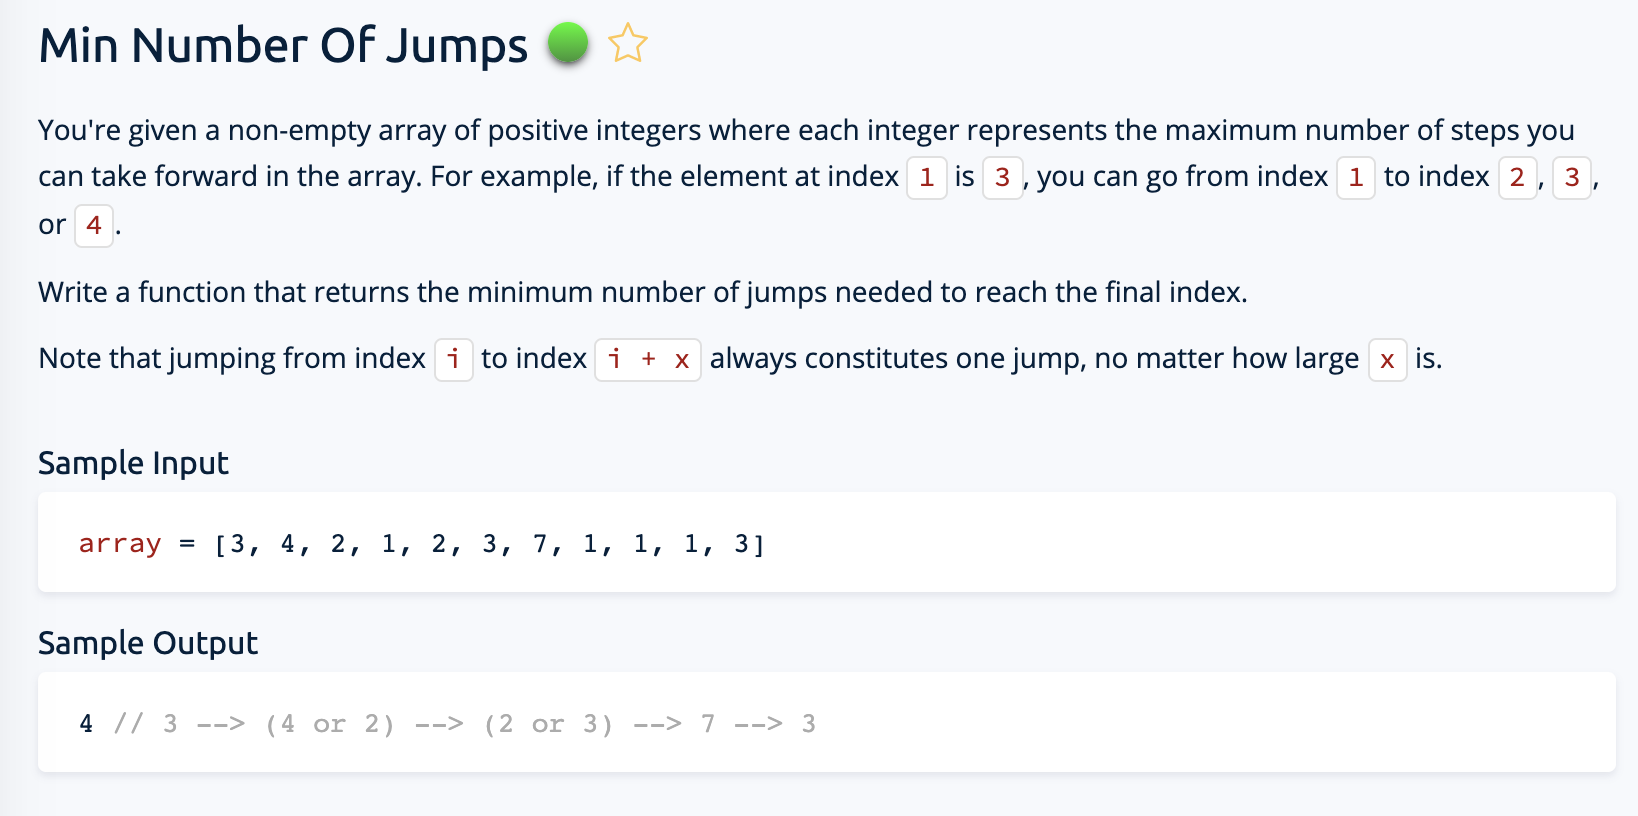 Min Number Of Jumps
You're given a non-empty array of positive integers where each integer represents the maximum number of steps you
can take forward in the array. For example, if the element at index 1 is 3, you can go from index 1 to index 2, 3,
or 4.
Write a function that returns the minimum number of jumps needed to reach the final index.
Note that jumping from index i to index i + x always constitutes one jump, no matter how large x is.
Sample Input
array = [3, 4, 2, 1, 2, 3, 7, 1, 1, 1, 3]
Sample Output
4 // 3 --> (4 or 2) --> (2 or 3) --> 7 --> 3